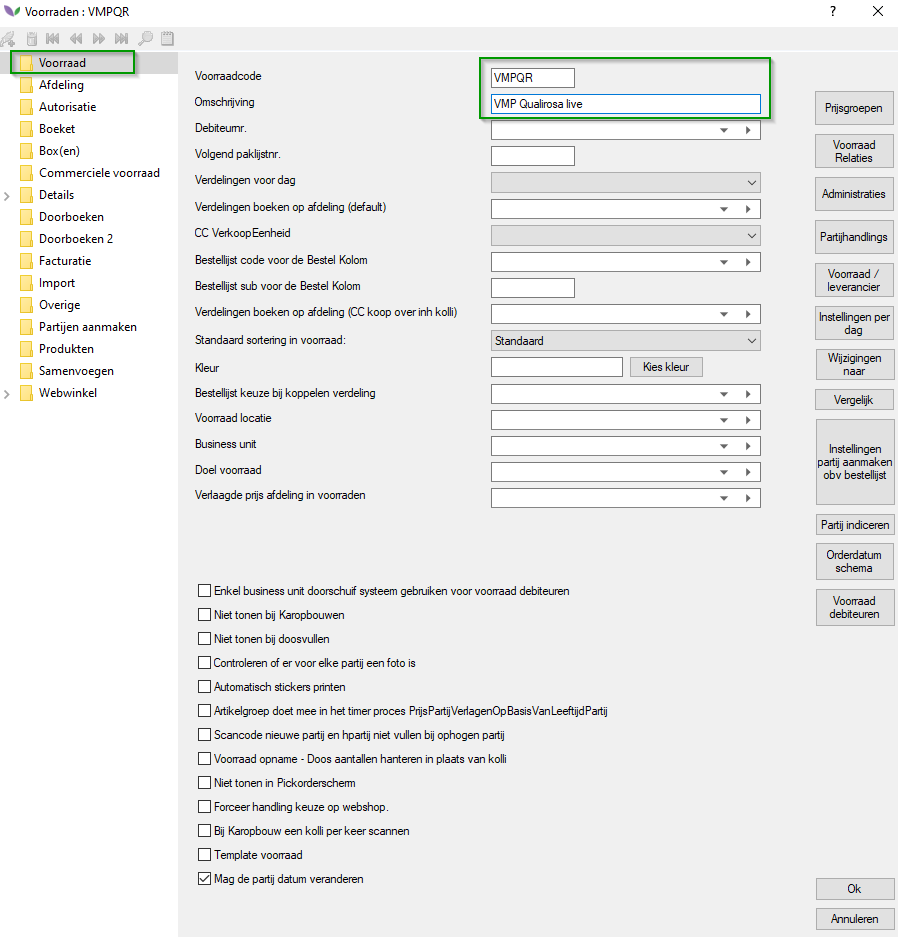 Voorraden : VMPQR
?
Voorraad
Afdeling
Autorisatie
Boeket
Box(en)
Commerciele voorraad
Details
Doorboeken
Doorboeken 2
Facturatie
Import
Overige
Partijen aanmaken
Produkten
Samenvoegen
Webwinkel
Voorraadcode
VMPQR
Omschrijving
VMP Qualirosa live
Debiteurnr.
Volgend paklijstnr.
Verdelingen voor dag
Verdelingen boeken op afdeling (default)
CC VerkoopEenheid
Bestellijst code voor de Bestel Kolom
Bestellijst sub voor de Bestel Kolom
Verdelingen boeken op afdeling (CC koop over inh kolli)
Standaard sortering in voorraad:
Standaard
Kleur
Kies kleur
Bestellijst keuze bij koppelen verdeling
Voorraad locatie
Business unit
Doel voorraad
Verlaagde prijs afdeling in voorraden
Enkel business unit doorschuif systeem gebruiken voor voorraad debiteuren
Niet tonen bij Karopbouwen
Niet tonen bij doosvullen
Controleren of er voor elke partij een foto is
Automatisch stickers printen
Artikelgroep doet mee in het timer proces PrijsPartijVerlagenOpBasisVanLeeftijdPartij
Scancode nieuwe partij en hpartij niet vullen bij ophogen partij
Voorraad opname - Doos aantallen hanteren in plaats van kolli
Niet tonen in Pickorderscherm
Forceer handling keuze op webshop.
Bij Karopbouw een kolli per keer scannen
Template voorraad
Mag de partij datum veranderen
Prijsgroepen
Voorraad
Relaties
Administraties
Partijhandlings
Voorraad /
leverancier
Instellingen per
dag
Wijzigingen
naar
Vergelijk
Instellingen
partij aanmaken
obv bestellijst
Partij indiceren
Orderdatum
schema
Voorraad
debiteuren
Ok
Annuleren